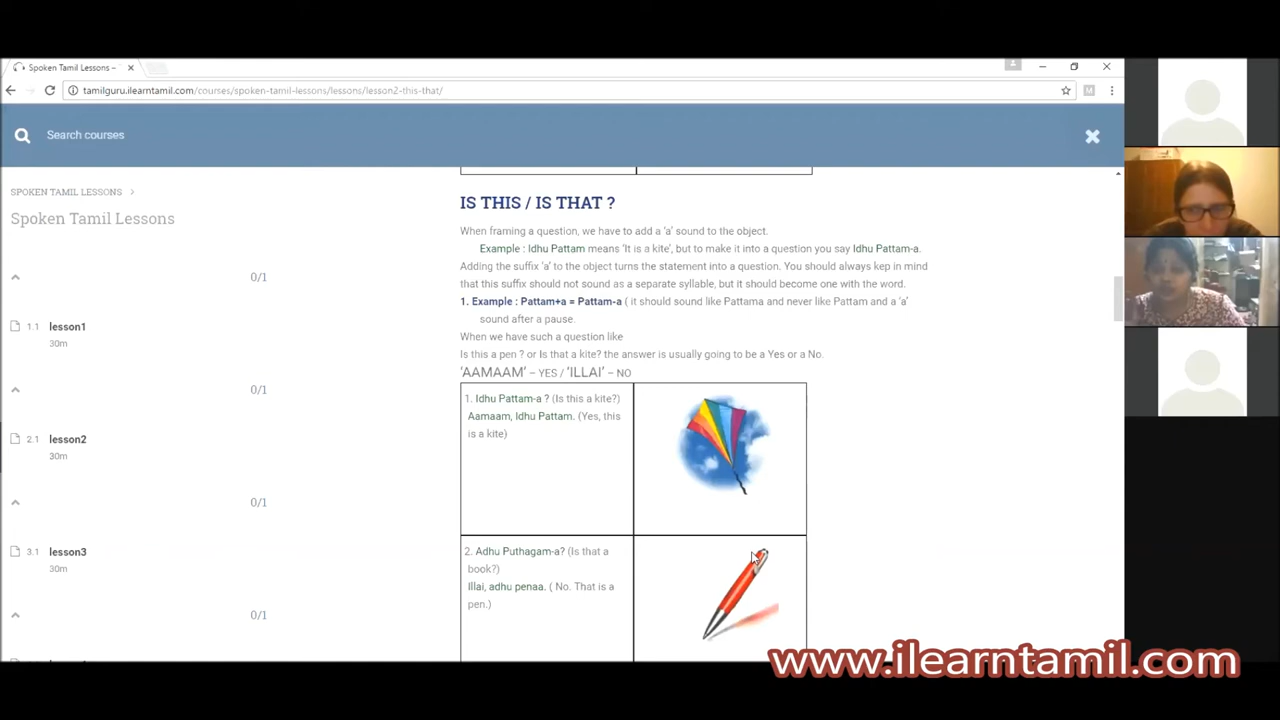 Spoken Tamil Lessons –
tamilguru.ilearntamil.com/courses/spoken-tamil-lessons/lessons/lesson2-this-that/
M
Search courses
SPOKEN TAMIL LESSONS
Spoken Tamil Lessons
0/1
1.1 lesson1
30m
0/1
2.1 lesson2
30m
0/1
3.1 lesson3
30m
0/1
IS THIS / IS THAT ?
When framing a question, we have to add a 'a' sound to the object.
Example : Idhu Pattam means 'It is a kite', but to make it into a question you say Idhu Pattam-a.
Adding the suffix 'a' to the object turns the statement into a question. You should always kep in mind
that this suffix should not sound as a separate syllable, but it should become one with the word.
1. Example : Pattam+a = Pattam-a ( it should sound like Pattama and never like Pattam and a 'a'
sound after a pause.
When we have such a question like
Is this a pen ? or Is that a kite? the answer is usually going to be a Yes or a No.
'AAMAAM' – YES / 'ILLAI' – NO
1. Idhu Pattam-a ? (Is this a kite?)
Aamaam, Idhu Pattam. (Yes, this
is a kite)
2. Adhu Puthagam-a? (Is that a
book?)
Illai, adhu penaa. ( No. That is a
pen.)
www.ilearntamil.com